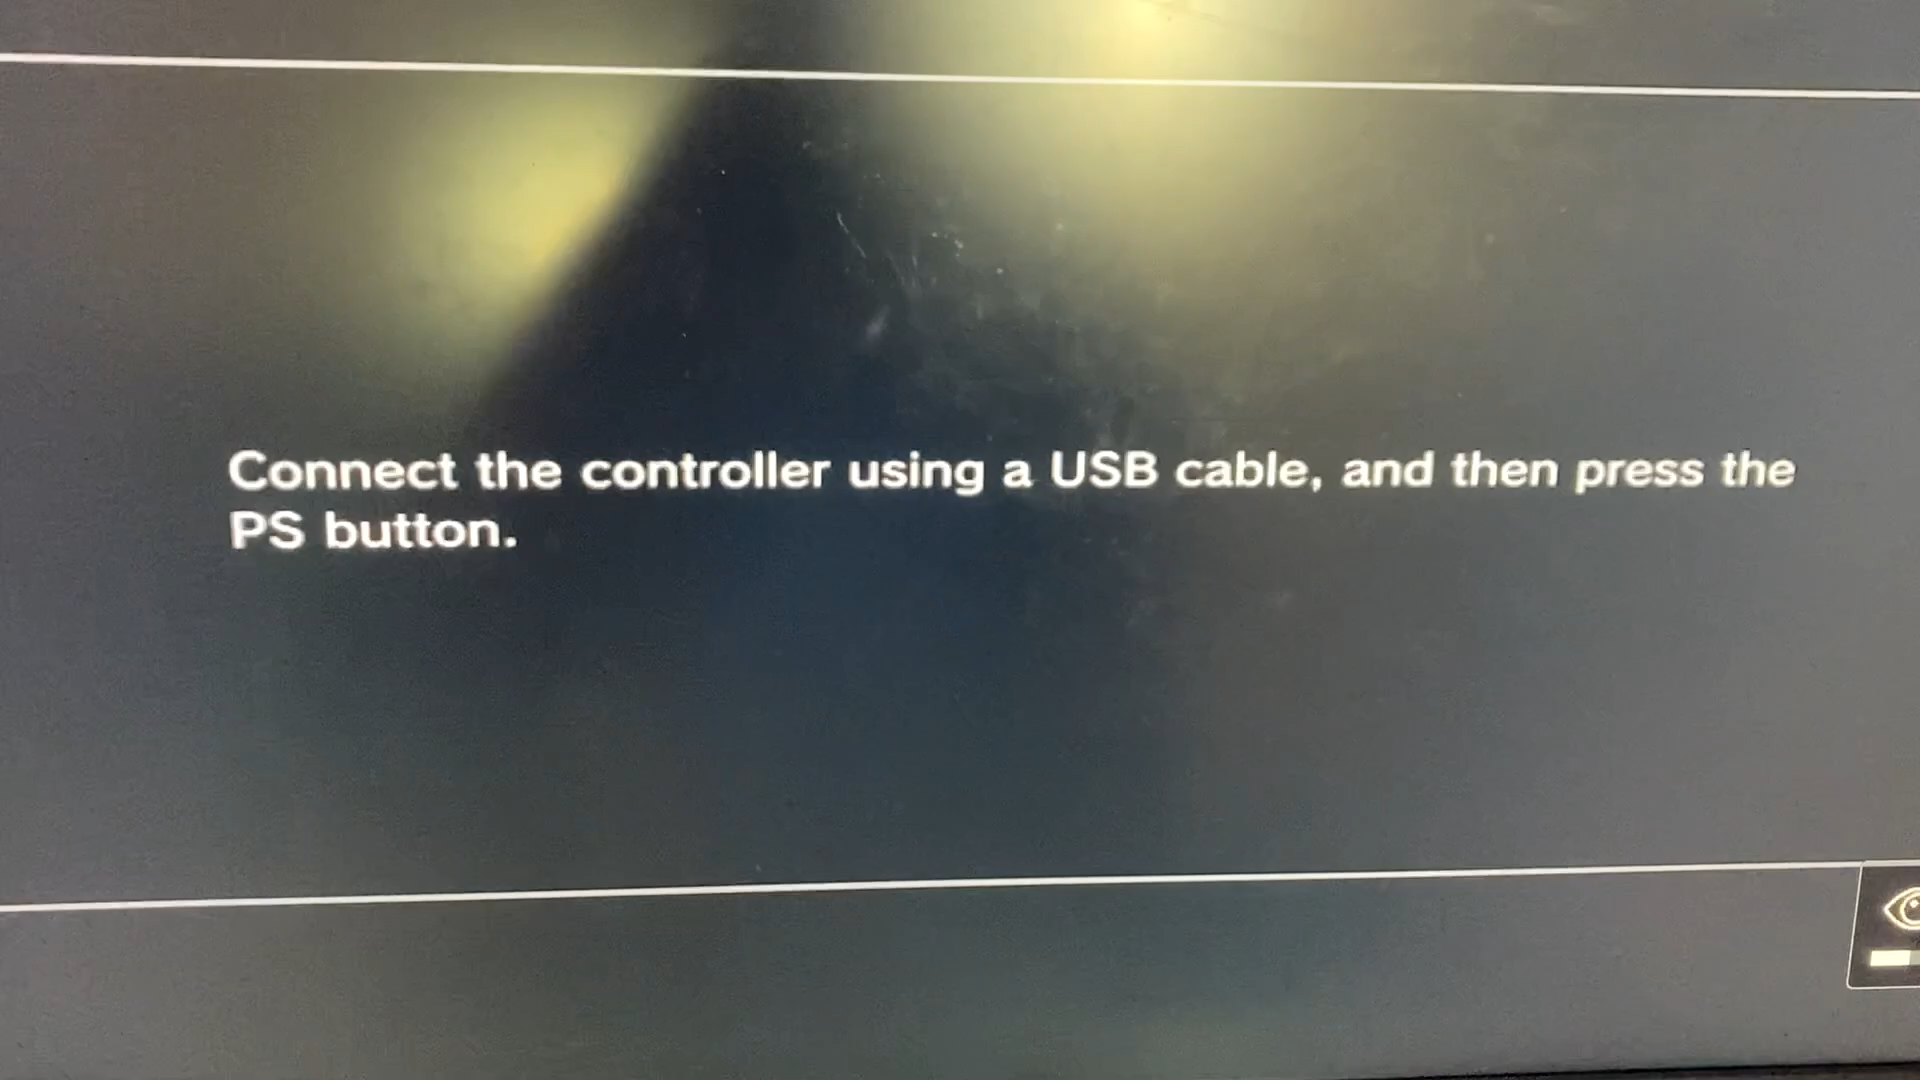 Connect the controller using a USB cable, and then press the
PS button.